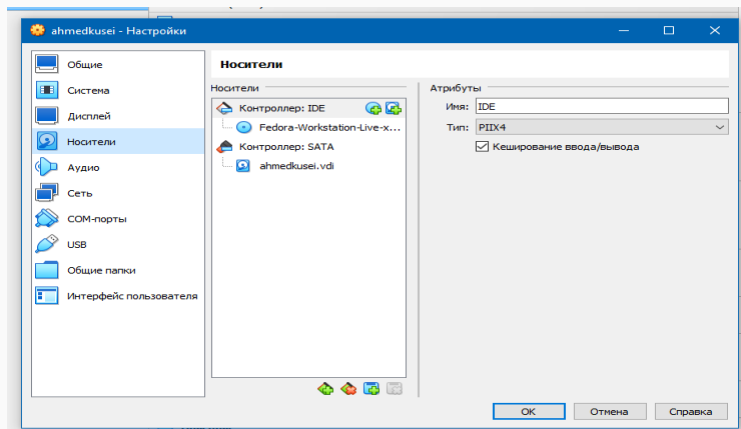 ahmedkusei - Настройки
Общие
Система
Дисплей
Носители
Аудио
Сеть
COM-порты
USB
Общие папки
Интерфейс пользователя
Носители
Носители
Контроллер: IDE
Fedora-Workstation-Live-x...
Контроллер: SATA
ahmedkusei.vdi
Атрибуты
Имя: IDE
Тип: PIIX4
Кеширование ввода/вывода
OK Отмена Справка